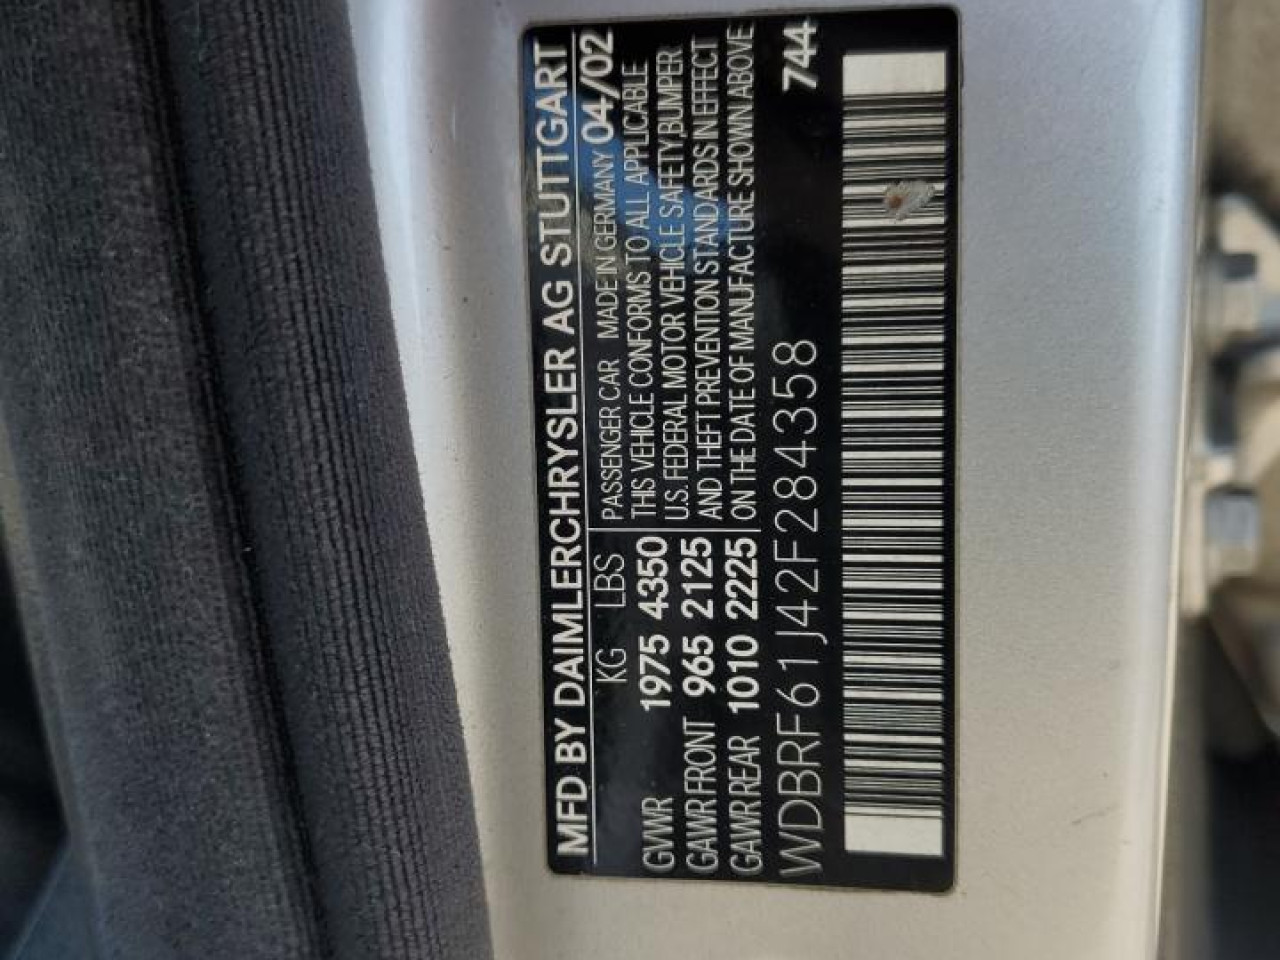 MFD BY DAIMLERCHRYSLER AG STUTTGART
KG LBS PASSENGER CAR MADE IN GERMANY 04/02
GVWR 1975 4350 THIS VEHICLE CONFORMS TO ALL APPLICABLE
U.S. FEDERAL MOTOR VEHICLE SAFETY, BUMPER
GAWR FRONT 965 2125 AND THEFT PREVENTION STANDARDS IN EFFECT
GAWR REAR 1010 2225 ON THE DATE OF MANUFACTURE SHOWN ABOVE
WDBRF61J42F284358 744